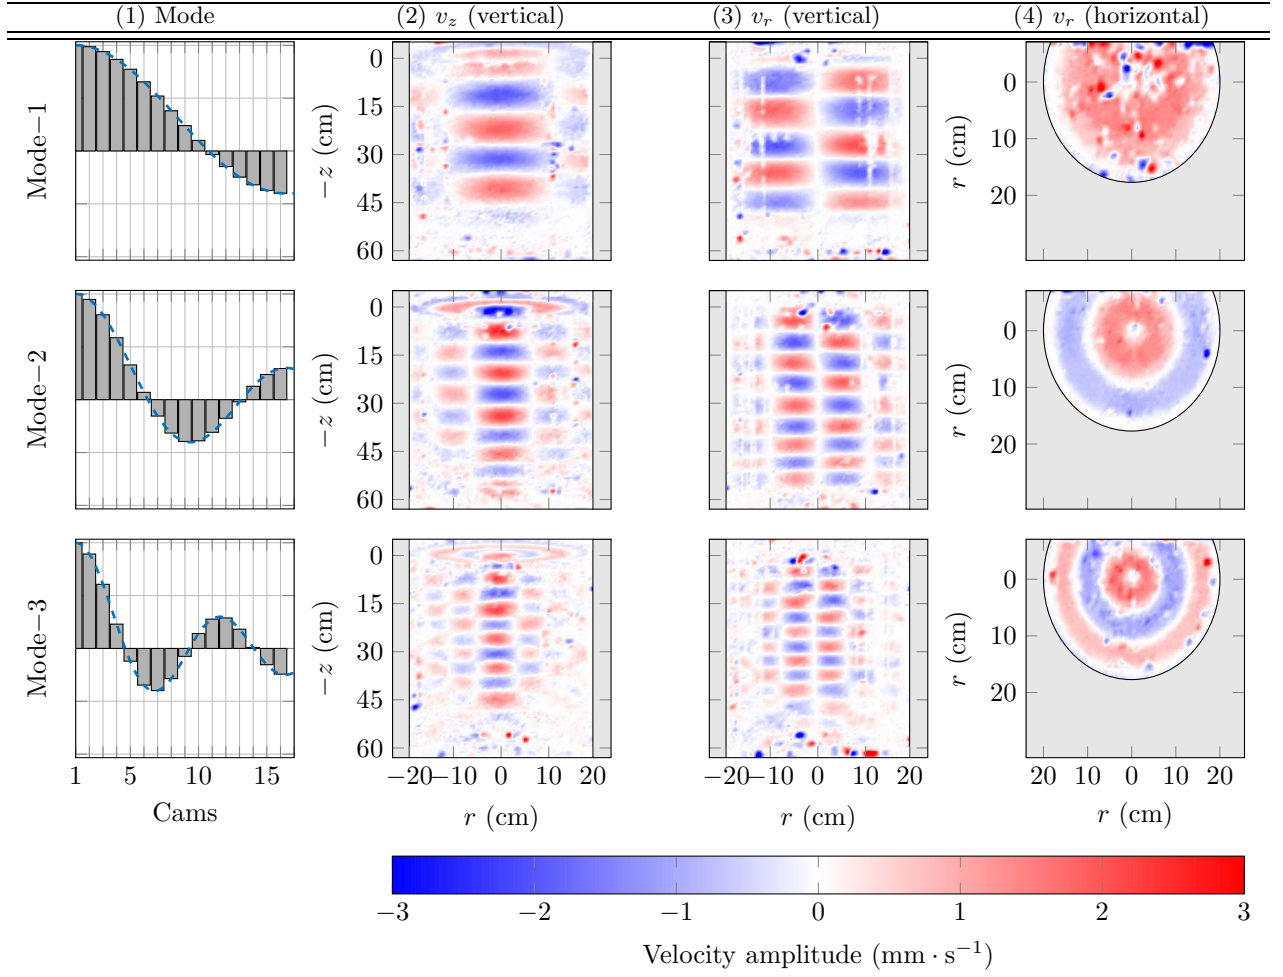 (1) Mode (2) v_z (vertical) (3) v_r (vertical) (4) v_r (horizontal)
Mode−1
0
15
30
45
60
−z (cm)
0
10
20
r (cm)
Mode−2
0
15
30
45
60
−z (cm)
0
10
20
r (cm)
Mode−3
0
15
30
45
60
−z (cm)
0
10
20
r (cm)
1 5 10 15 −20 −10 0 10 20 −20 −10 0 10 20 20 10 0 10 20
Cams r (cm) r (cm) r (cm)
−3 −2 −1 0 1 2 3
Velocity amplitude (mm · s⁻¹)